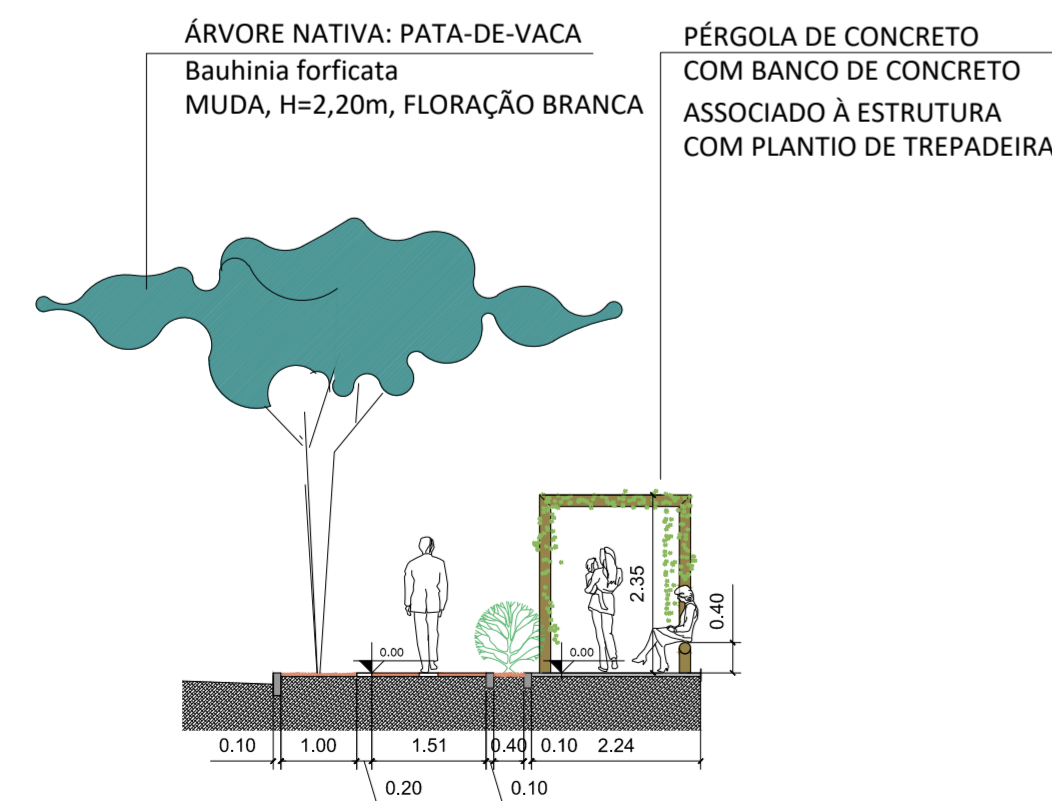 ÁRVORE NATIVA: PATA-DE-VACA
Bauhinia forficata
MUDA, H=2,20m, FLORAÇÃO BRANCA
PÉRGOLA DE CONCRETO
COM BANCO DE CONCRETO
ASSOCIADO À ESTRUTURA
COM PLANTIO DE TREPADEIRA
2.35
0.40
0.00
0.00
0.10 1.00 1.51 0.40 0.10 2.24
0.20 0.10